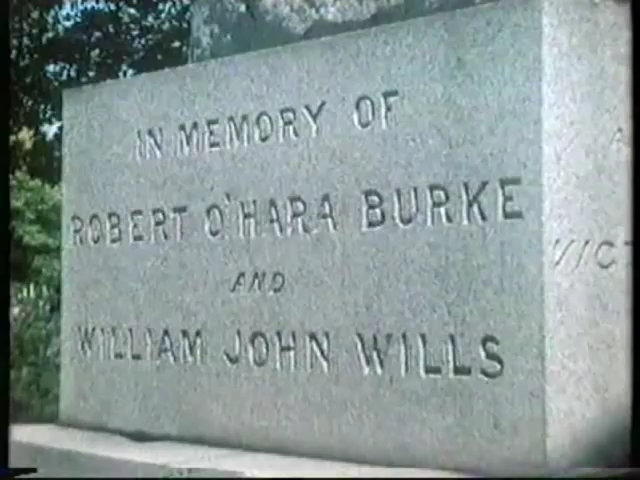 IN MEMORY OF
ROBERT O'HARA BURKE
AND
WILLIAM JOHN WILLS